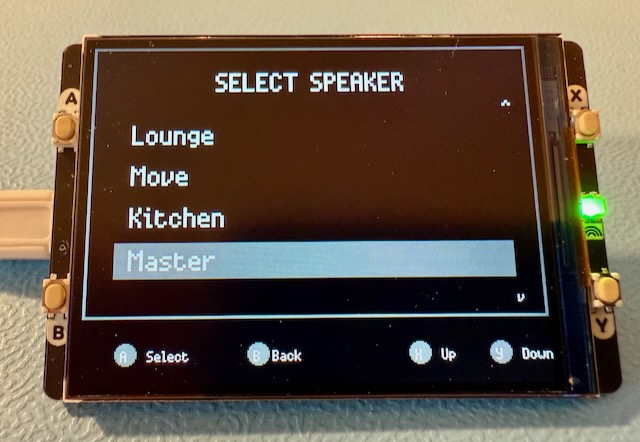 A
X
SELECT SPEAKER
^
Lounge
Move
Kitchen
Master
v
B
Y
A Select B Back X Up Y Down